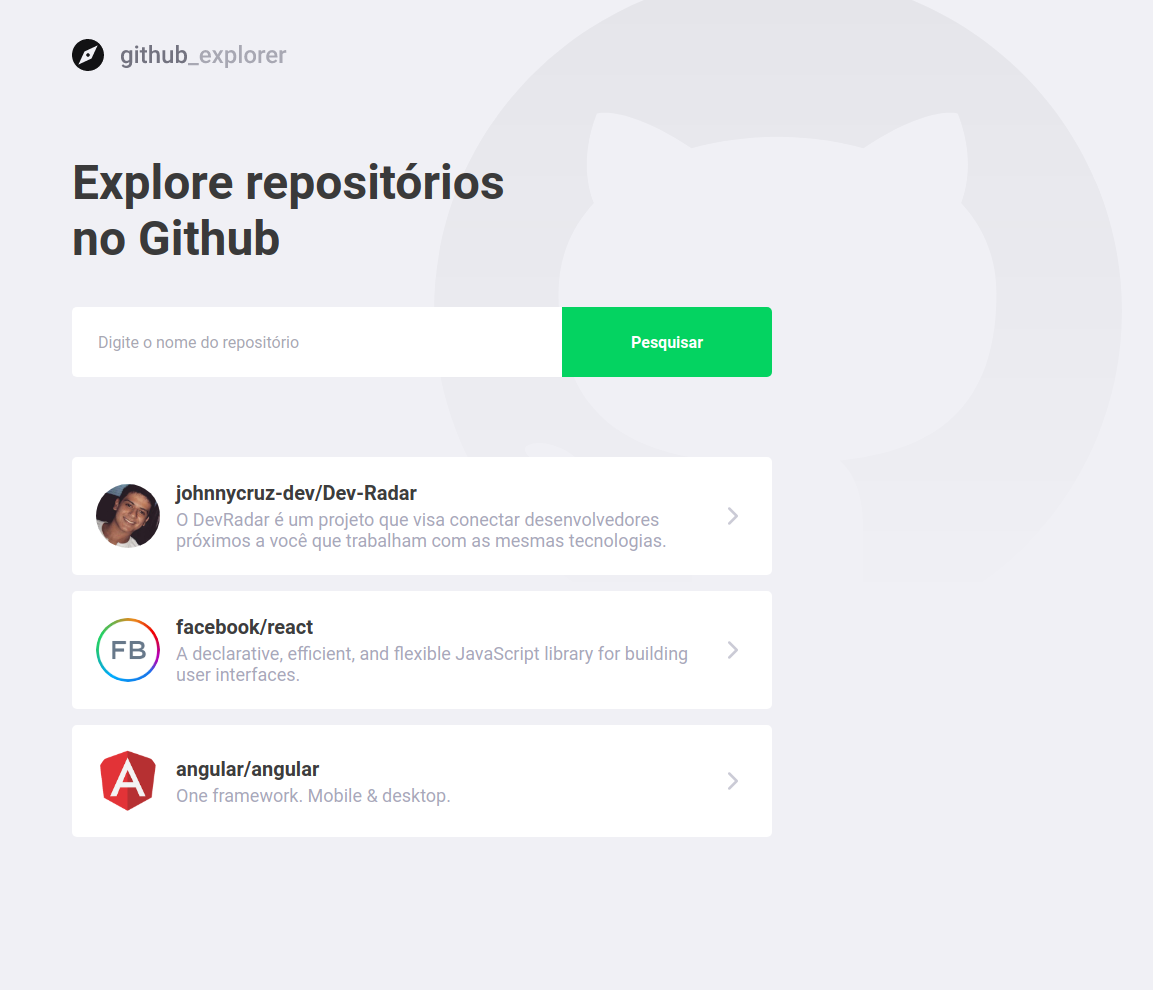 github_explorer
Explore repositórios
no Github
Digite o nome do repositório
Pesquisar
johnnycruz-dev/Dev-Radar
O DevRadar é um projeto que visa conectar desenvolvedores
próximos a você que trabalham com as mesmas tecnologias.
FB
facebook/react
A declarative, efficient, and flexible JavaScript library for building
user interfaces.
A
angular/angular
One framework. Mobile & desktop.